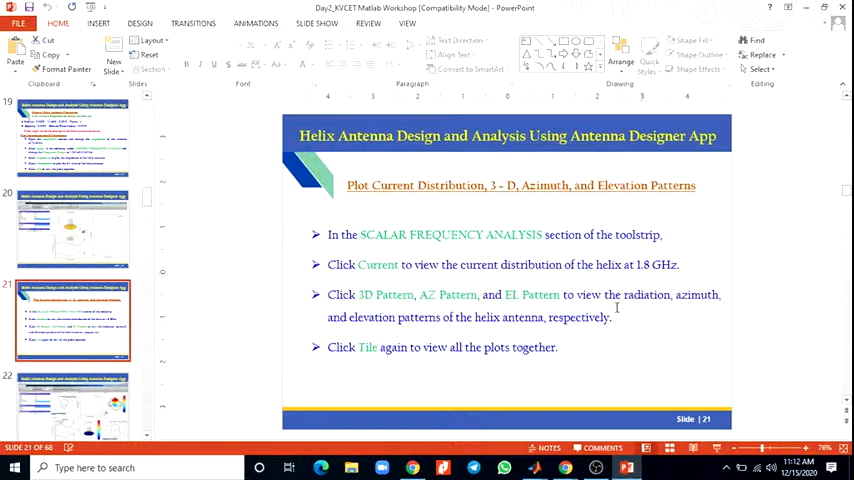 Day2_KVCET Matlab Workshop [Compatibility Mode] - PowerPoint
FILE HOME INSERT DESIGN TRANSITIONS ANIMATIONS SLIDE SHOW REVIEW VIEW
Cut
Copy
Format Painter
Paste
New
Slide
Layout
Reset
Section
Text Direction
Align Text
Convert to SmartArt
Arrange
Quick
Styles
Shape Fill
Shape Outline
Shape Effects
Find
Replace
Select
Clipboard Slides Font Paragraph Drawing Editing
19
20
21
22
Helix Antenna Design and Analysis Using Antenna Designer App
Plot Current Distribution, 3 - D, Azimuth, and Elevation Patterns
In the SCALAR FREQUENCY ANALYSIS section of the toolstrip,
Click Current to view the current distribution of the helix at 1.8 GHz.
Click 3D Pattern, AZ Pattern, and EL Pattern to view the radiation, azimuth,
and elevation patterns of the helix antenna, respectively.
Click Tile again to view all the plots together.
Slide | 21
SLIDE 21 OF 68
NOTES COMMENTS 76%
Type here to search
11:12 AM
12/15/2020